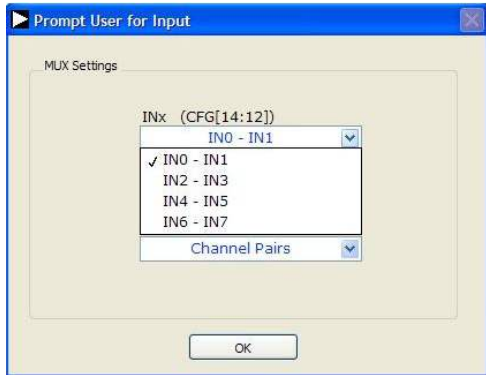 Prompt User for Input
MUX Settings
INx (CFG[14:12])
IN0 - IN1
✓ IN0 - IN1
IN2 - IN3
IN4 - IN5
IN6 - IN7
Channel Pairs
OK